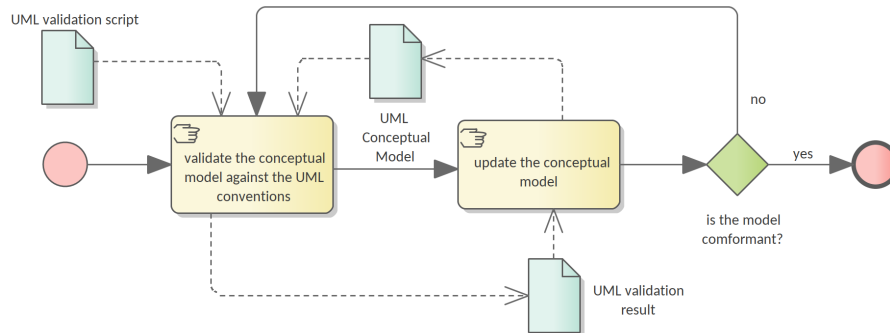 UML validation script
no
UML
Conceptual
Model
validate the conceptual
model against the UML
conventions
update the conceptual
model
yes
is the model
comformant?
UML validation
result